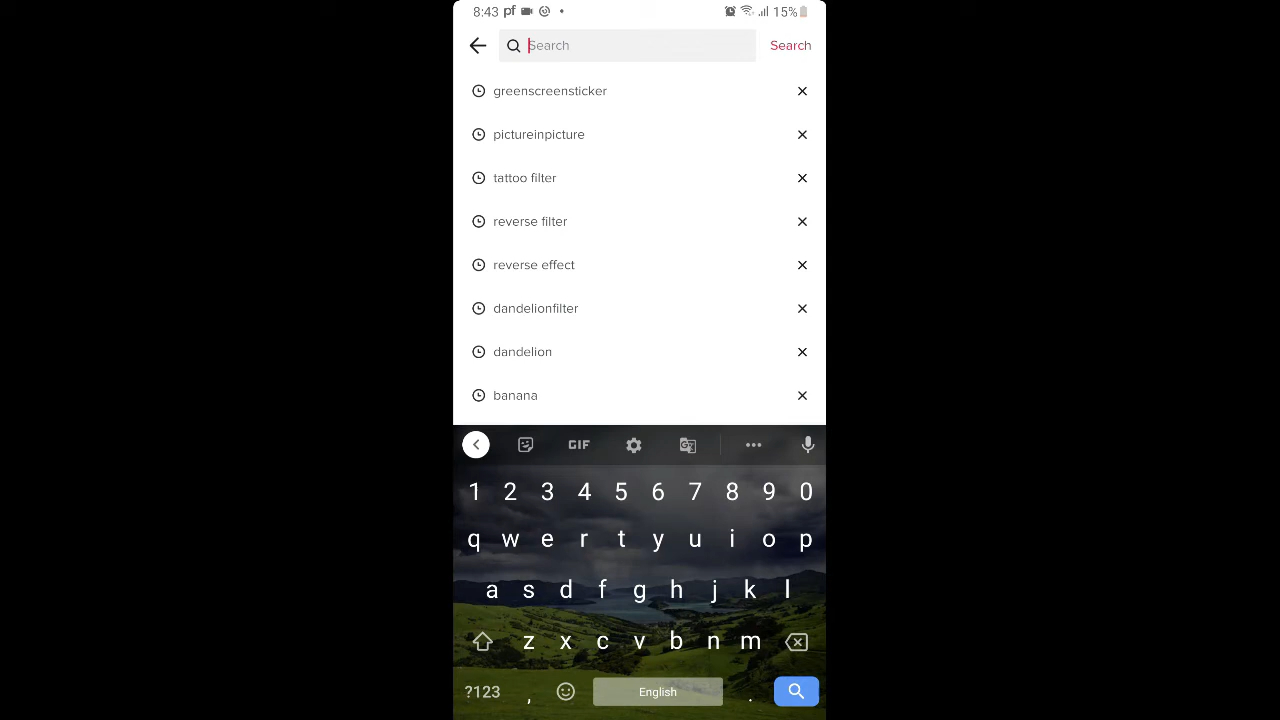 8:43 pf 15%
Search Search
greenscreensticker
pictureinpicture
tattoo filter
reverse filter
reverse effect
dandelionfilter
dandelion
banana
GIF
1 2 3 4 5 6 7 8 9 0
q w e r t y u i o p
a s d f g h j k l
z x c v b n m
?123 , English .